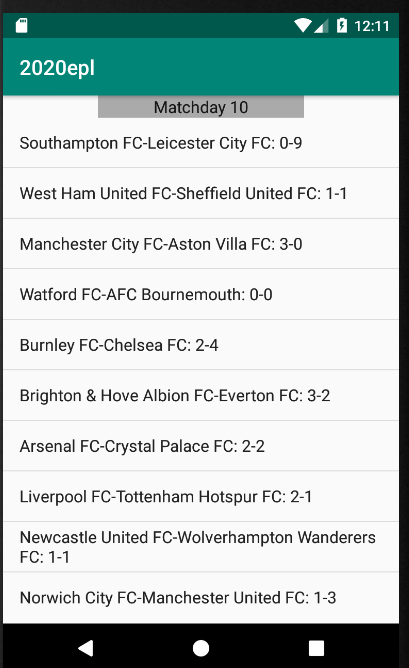 12:11
2020epl
Matchday 10
Southampton FC-Leicester City FC: 0-9
West Ham United FC-Sheffield United FC: 1-1
Manchester City FC-Aston Villa FC: 3-0
Watford FC-AFC Bournemouth: 0-0
Burnley FC-Chelsea FC: 2-4
Brighton & Hove Albion FC-Everton FC: 3-2
Arsenal FC-Crystal Palace FC: 2-2
Liverpool FC-Tottenham Hotspur FC: 2-1
Newcastle United FC-Wolverhampton Wanderers
FC: 1-1
Norwich City FC-Manchester United FC: 1-3